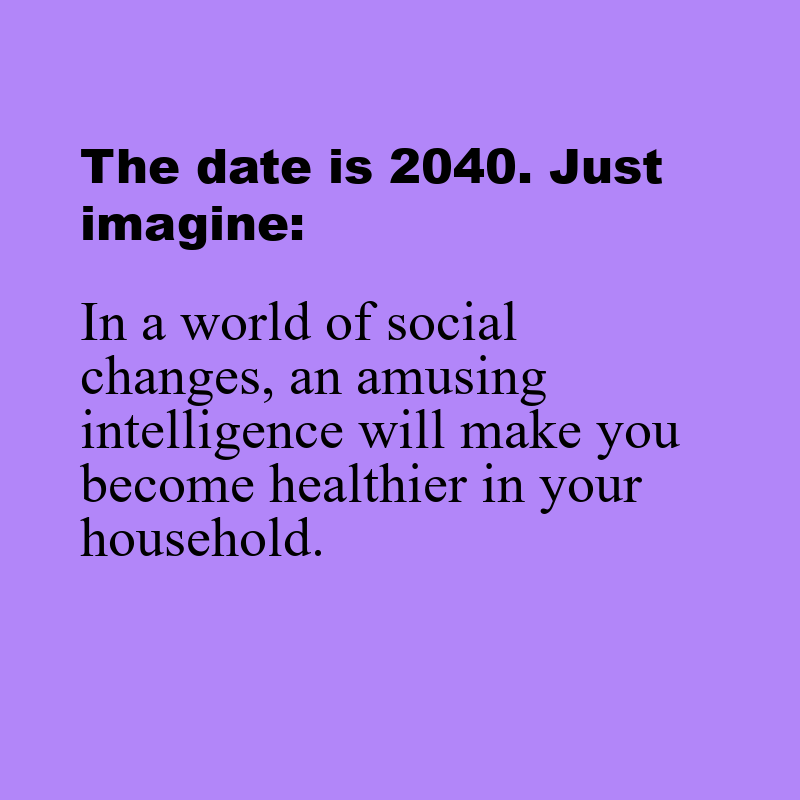 The date is 2040. Just
imagine:
In a world of social
changes, an amusing
intelligence will make you
become healthier in your
household.